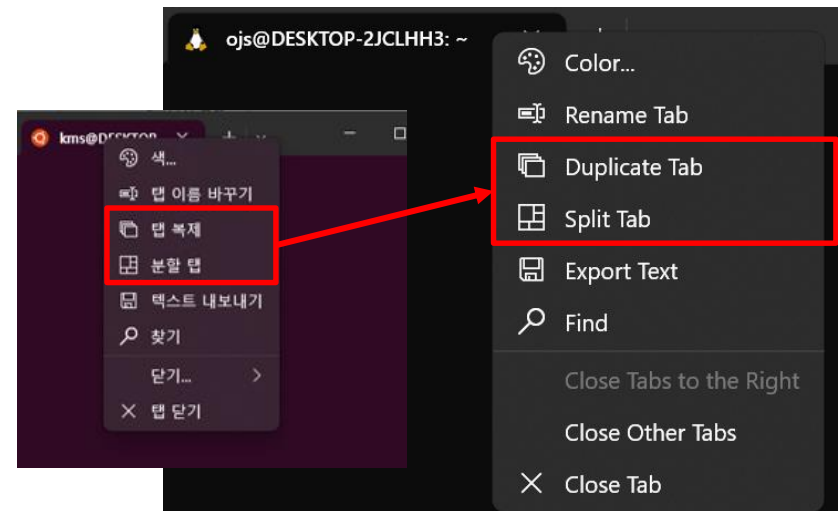 ojs@DESKTOP-2JCLHH3: ~
Color...
Rename Tab
Duplicate Tab
Split Tab
Export Text
Find
Close Tabs to the Right
Close Other Tabs
Close Tab
색...
탭 이름 바꾸기
탭 복제
분할 탭
텍스트 내보내기
찾기
닫기...
탭 닫기